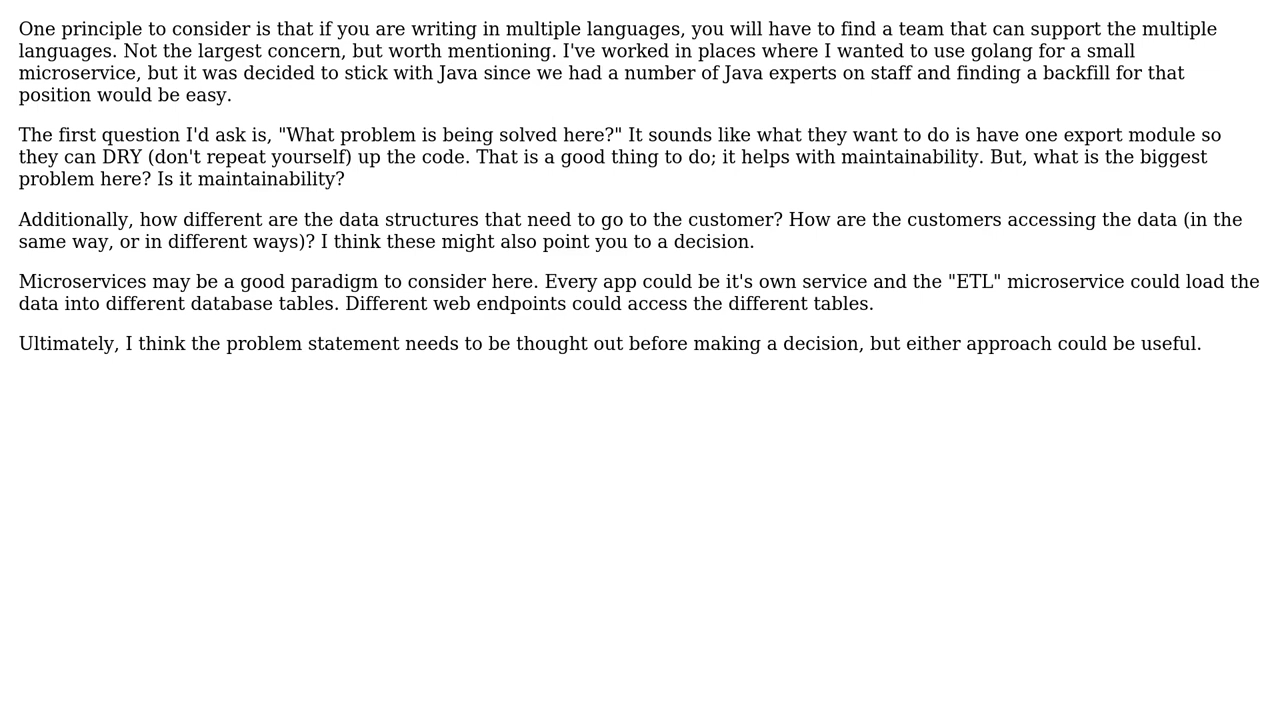 One principle to consider is that if you are writing in multiple languages, you will have to find a team that can support the multiple
languages. Not the largest concern, but worth mentioning. I've worked in places where I wanted to use golang for a small
microservice, but it was decided to stick with Java since we had a number of Java experts on staff and finding a backfill for that
position would be easy.
The first question I'd ask is, "What problem is being solved here?" It sounds like what they want to do is have one export module so
they can DRY (don't repeat yourself) up the code. That is a good thing to do; it helps with maintainability. But, what is the biggest
problem here? Is it maintainability?
Additionally, how different are the data structures that need to go to the customer? How are the customers accessing the data (in the
same way, or in different ways)? I think these might also point you to a decision.
Microservices may be a good paradigm to consider here. Every app could be it's own service and the "ETL" microservice could load the
data into different database tables. Different web endpoints could access the different tables.
Ultimately, I think the problem statement needs to be thought out before making a decision, but either approach could be useful.